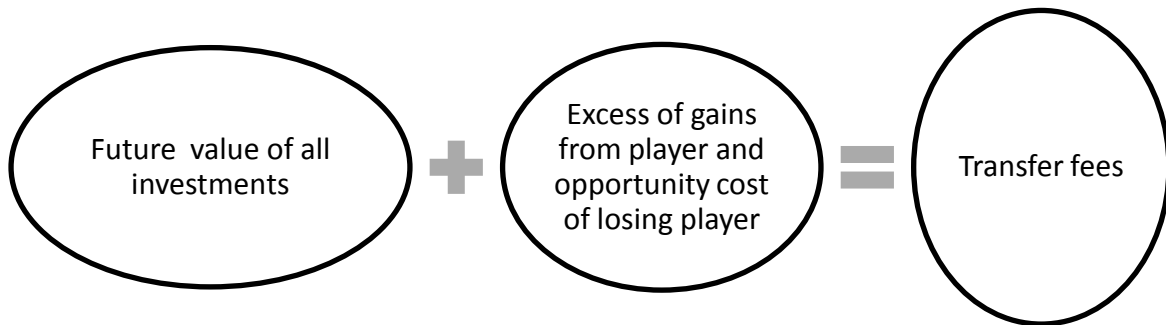 Future value of all
investments
Excess of gains
from player and
opportunity cost
of losing player
Transfer fees